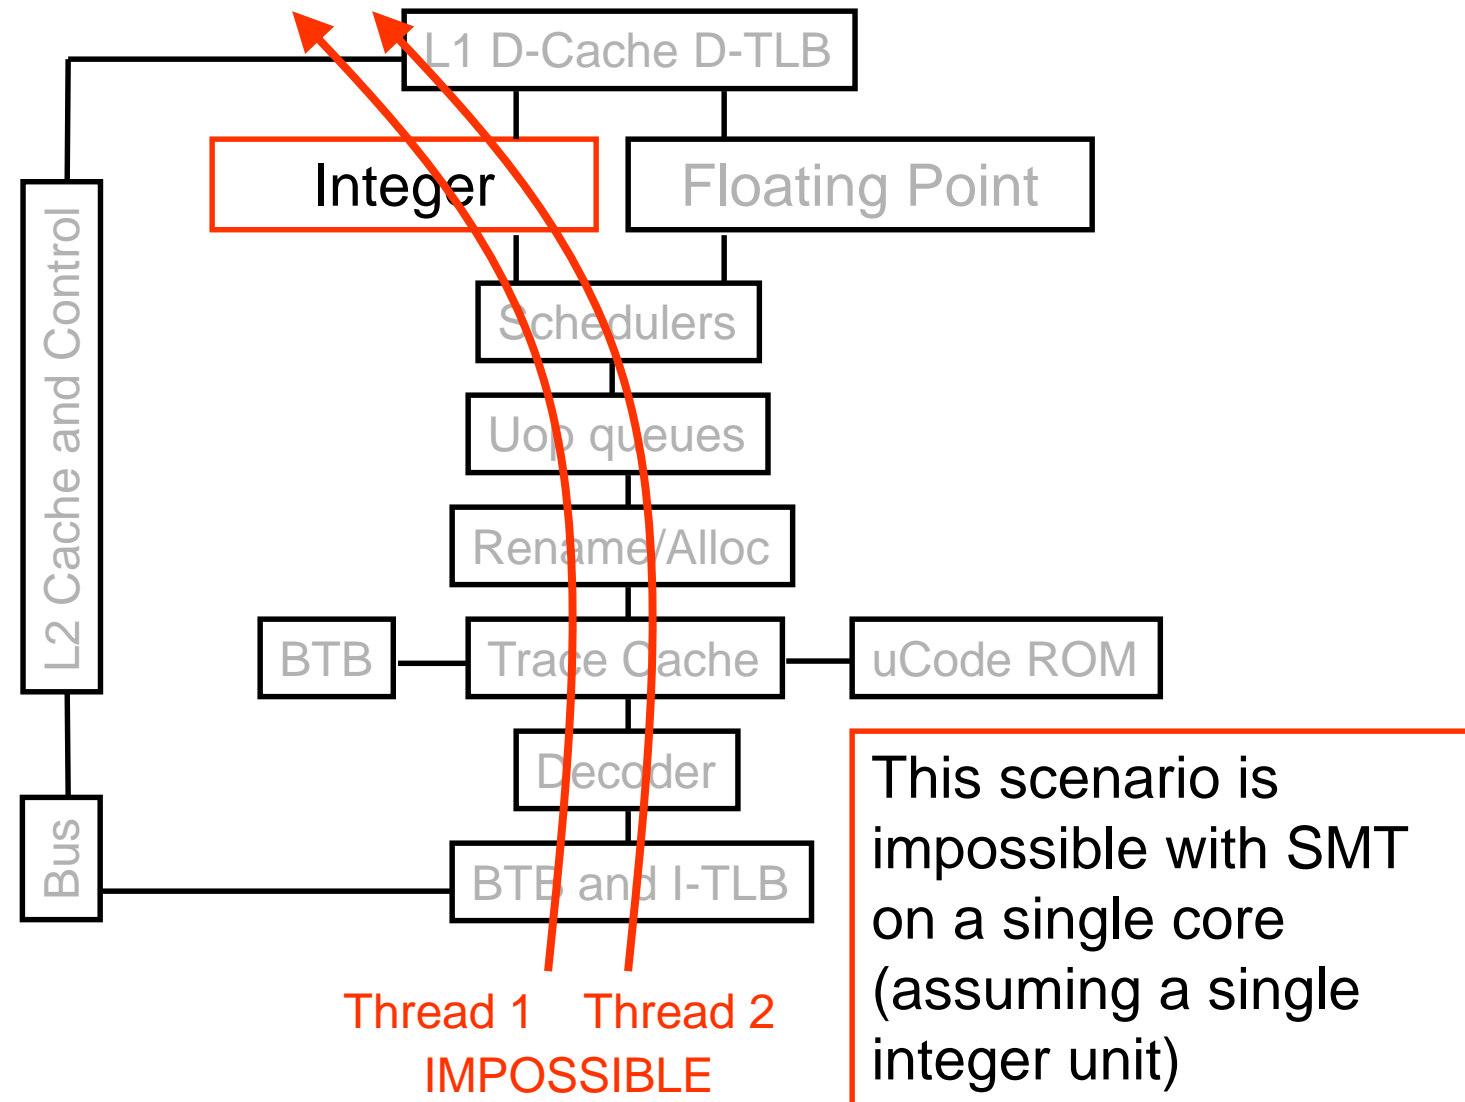 L1 D-Cache D-TLB
Integer
Floating Point
L2 Cache and Control
Schedulers
Uop queues
Rename/Alloc
BTB
Trace Cache
uCode ROM
Decoder
Bus
BTB and I-TLB
This scenario is
impossible with SMT
on a single core
(assuming a single
integer unit)
Thread 1
Thread 2
IMPOSSIBLE